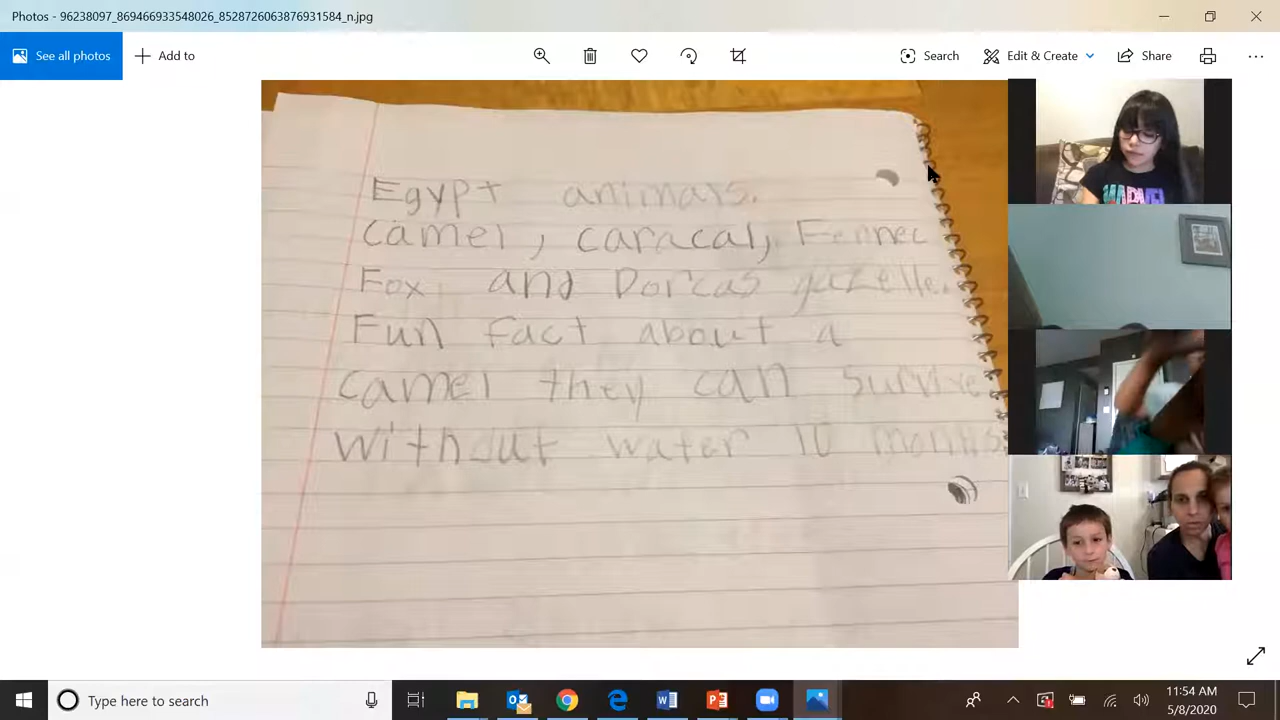 Photos - 96238097_869466933548026_8528726063876931584_n.jpg
See all photos
Add to
Search
Edit & Create
Share
Egypt animals.
Camel, caracal, Fennec
Fox and Dorcas gazelle.
Fun fact about a
camel they can survive
without water 10 months.
Type here to search
11:54 AM
5/8/2020